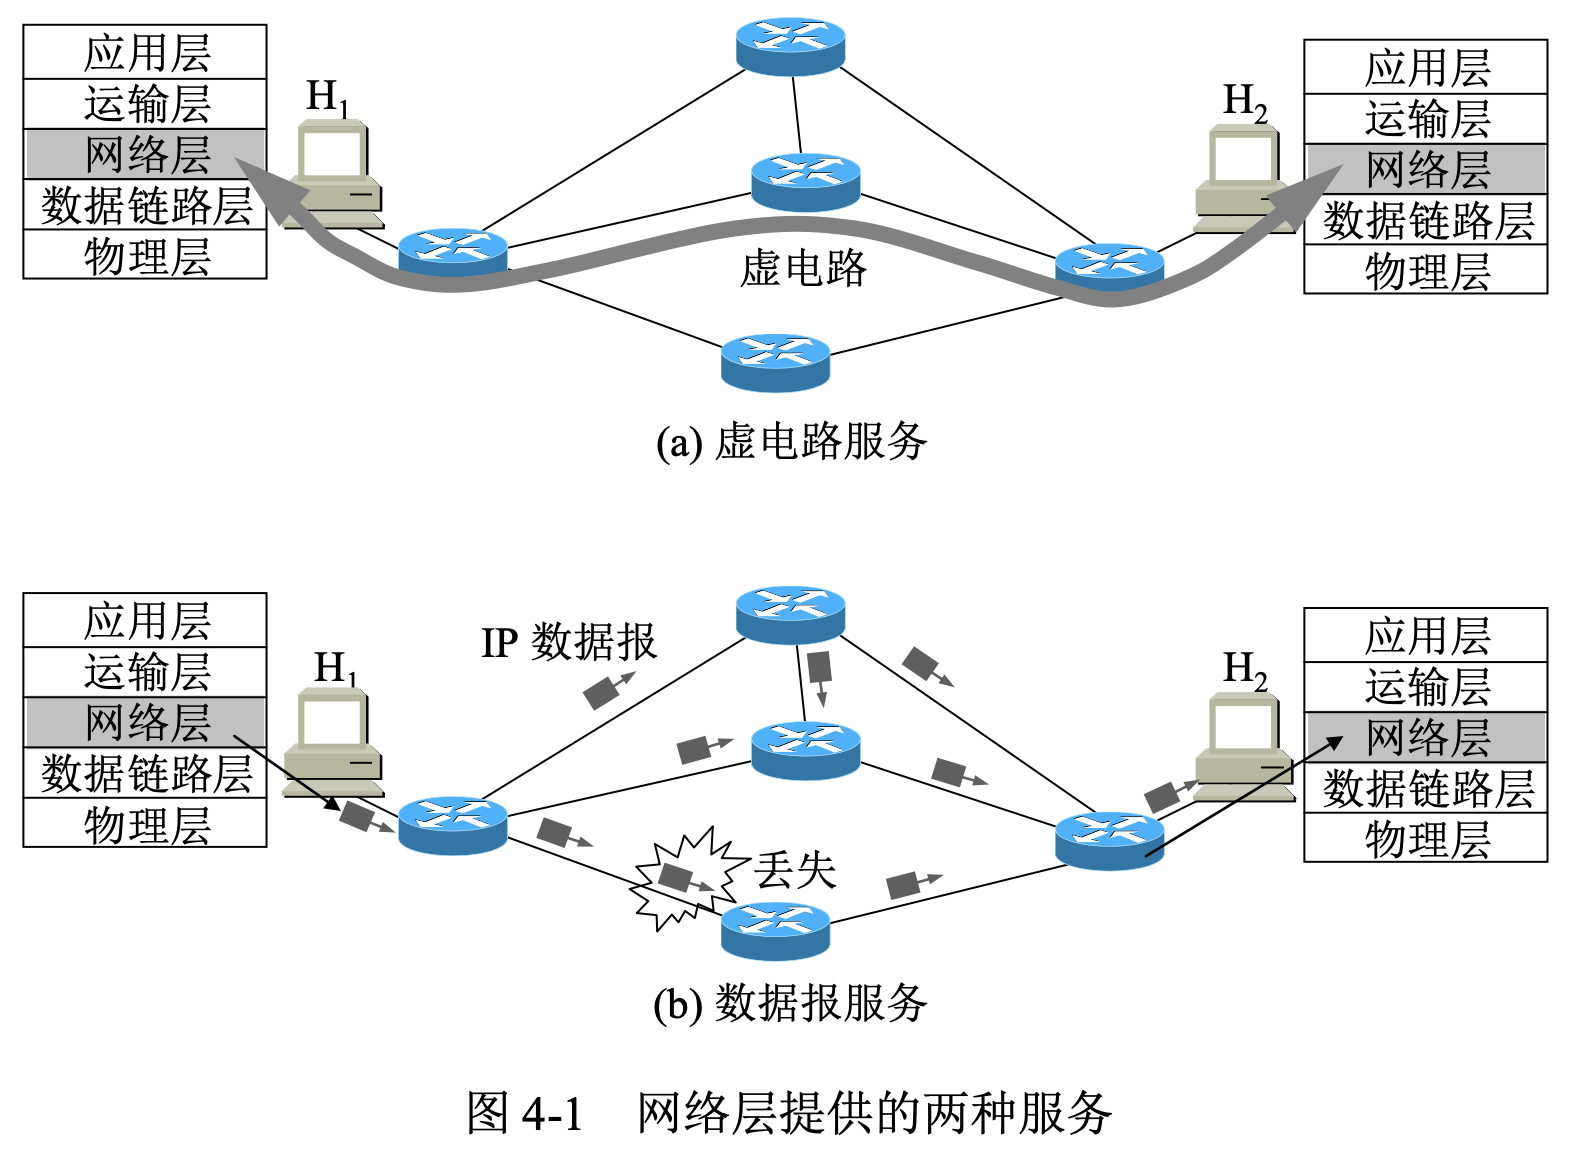 应用层
运输层
网络层
数据链路层
物理层
H1
H2
应用层
运输层
网络层
数据链路层
物理层
虚电路
(a) 虚电路服务
应用层
运输层
网络层
数据链路层
物理层
H1
IP 数据报
H2
应用层
运输层
网络层
数据链路层
物理层
丢失
(b) 数据报服务
图 4-1 网络层提供的两种服务